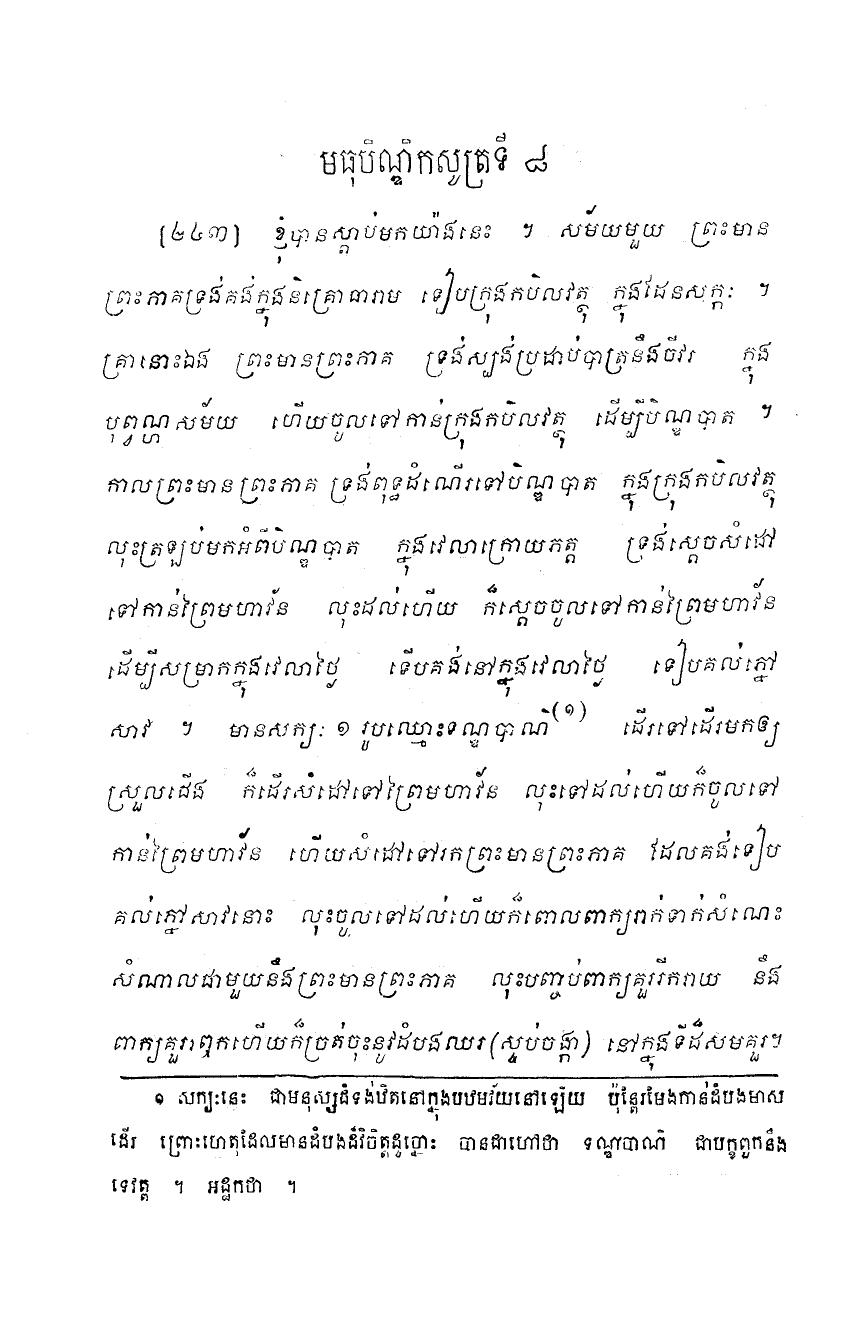 មធុបិណ្ឌិកសូត្រទី ៨
[២៤៣] ខ្ញុំបានស្តាប់មកយ៉ាងនេះ ។ សម័យមួយ ព្រះមាន
ព្រះភាគទ្រង់គង់ក្នុងនិគ្រោធារាម ទៀបក្រុងកបិលវត្ថុ ក្នុងដែនសក្កៈ ។
គ្រានោះឯង ព្រះមានព្រះភាគ ទ្រង់ស្បង់ប្រដាប់បាត្រនឹងចីវរ ក្នុង
បុព្វណ្ហសម័យ ហើយចូលទៅកាន់ក្រុងកបិលវត្ថុ ដើម្បីបិណ្ឌបាត ។
កាលព្រះមានព្រះភាគ ទ្រង់ពុទ្ធដំណើរទៅបិណ្ឌបាត ក្នុងក្រុងកបិលវត្ថុ
លុះត្រឡប់មកអំពីបិណ្ឌបាត ក្នុងវេលាក្រោយភត្ត ទ្រង់ស្តេចសំដៅ
ទៅកាន់ព្រៃមហាវ័ន លុះដល់ហើយ ក៏ស្តេចចូលទៅកាន់ព្រៃមហាវ័ន
ដើម្បីសម្រាកក្នុងវេលាថ្ងៃ ទើបគង់នៅក្នុងវេលាថ្ងៃ ទៀបគល់ភ្នៅ
សាវ ។ មានសក្យៈ ១ រូបឈ្មោះទណ្ឌបាណិ(១) ដើរទៅដើរមកឲ្យ
ស្រួលជើង ក៏ដើរសំដៅទៅព្រៃមហាវ័ន លុះទៅដល់ហើយក៏ចូលទៅ
កាន់ព្រៃមហាវ័ន ហើយសំដៅទៅរកព្រះមានព្រះភាគ ដែលគង់ទៀប
គល់ភ្នៅសាវនោះ លុះចូលទៅដល់ហើយក៏ពោលពាក្យរាក់ទាក់សំណេះ
សំណាលជាមួយនឹងព្រះមានព្រះភាគ លុះបញ្ចប់ពាក្យគួររីករាយ នឹង
ពាក្យគួររឭកហើយក៏ច្រត់ចុះនូវដំបងឈរ(ស្ទប់ចង្កា) នៅក្នុងទីដ៏សមគួរ។
១ សក្យៈនេះ ជាមនុស្សដំទង់ឋិតនៅក្នុងបឋមវ័យនៅឡើយ ប៉ុន្តែរមែងកាន់ដំបងមាស
ដើរ ព្រោះហេតុដែលមានដំបងដ៏វិចិត្តដូច្នោះ បានជាហៅថា ទណ្ឌបាណិ ជាបក្ខពួកនឹង
ទេវត្ត ។ អដ្ឋកថា ។